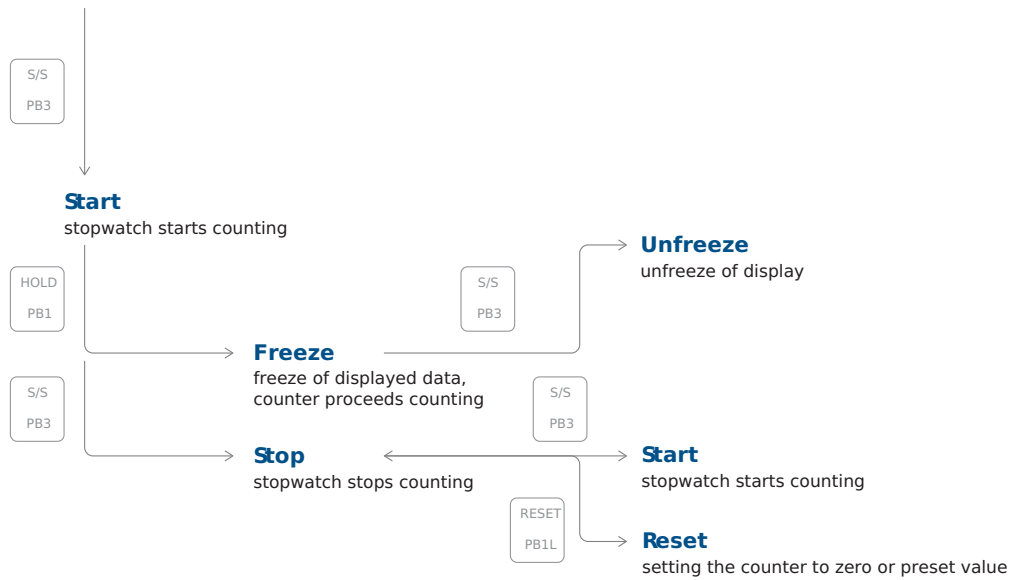 S/S
PB3
Start
stopwatch starts counting
HOLD
PB1
S/S
PB3
Unfreeze
unfreeze of display
Freeze
freeze of displayed data,
counter proceeds counting
S/S
PB3
S/S
PB3
Stop
stopwatch stops counting
Start
stopwatch starts counting
RESET
PB1L
Reset
setting the counter to zero or preset value